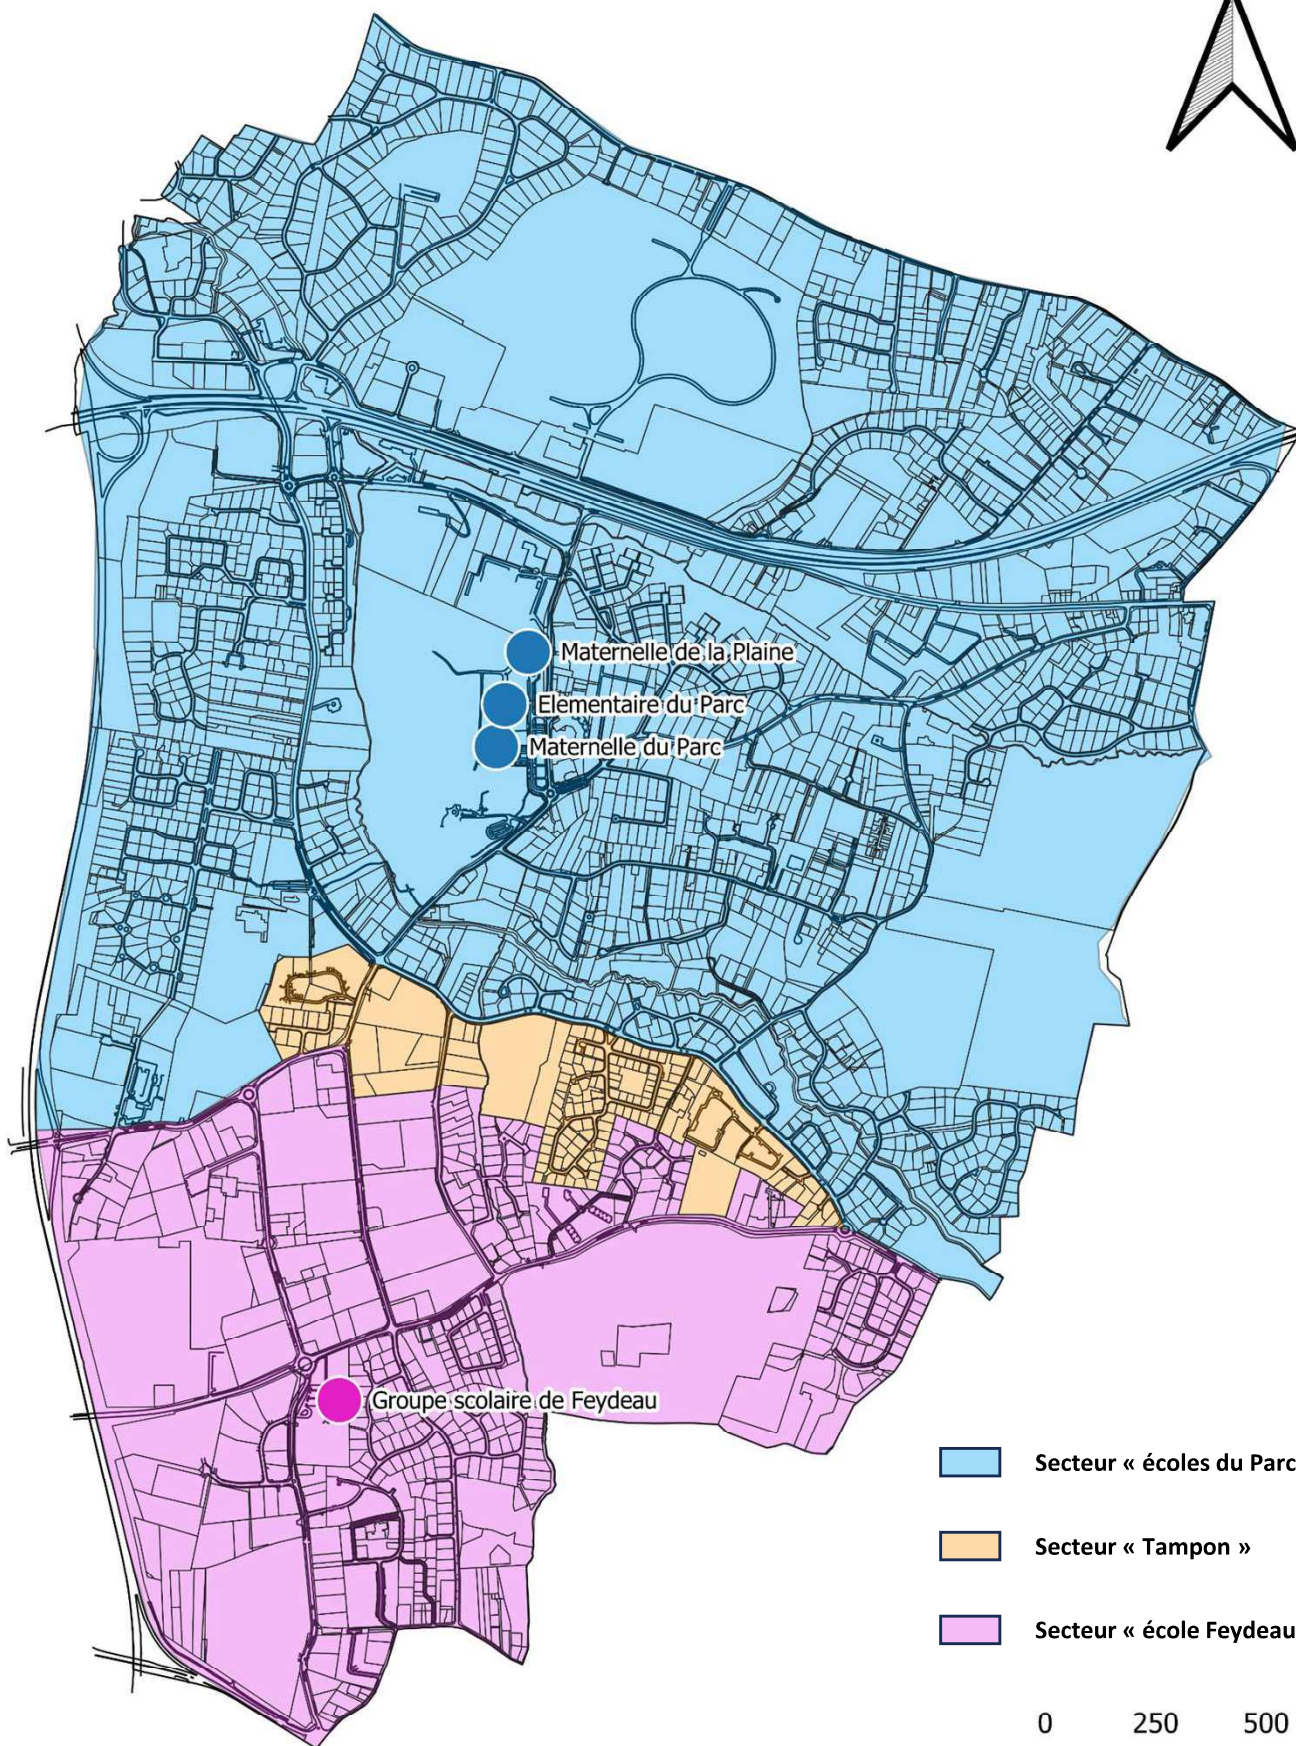 Maternelle de la Plaine
Elementaire du Parc
Maternelle du Parc
Groupe scolaire de Feydeau
Secteur « écoles du Parc
Secteur « Tampon »
Secteur « école Feydeau
0 250 500